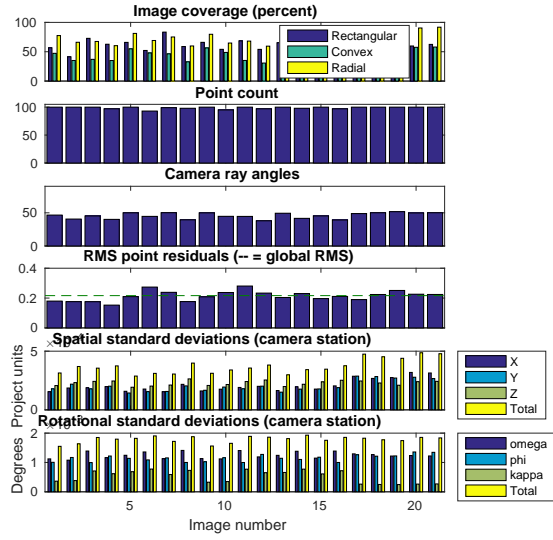 Image coverage (percent)
100
50
0
Rectangular
Convex
Radial
Point count
100
50
0
Camera ray angles
50
0
RMS point residuals (-- = global RMS)
0.4
0.2
0
Spatial standard deviations (camera station)
Project units
5
0
X
Y
Z
Total
Rotational standard deviations (camera station)
Degrees
2
1
0
omega
phi
kappa
Total
5
10
15
20
Image number